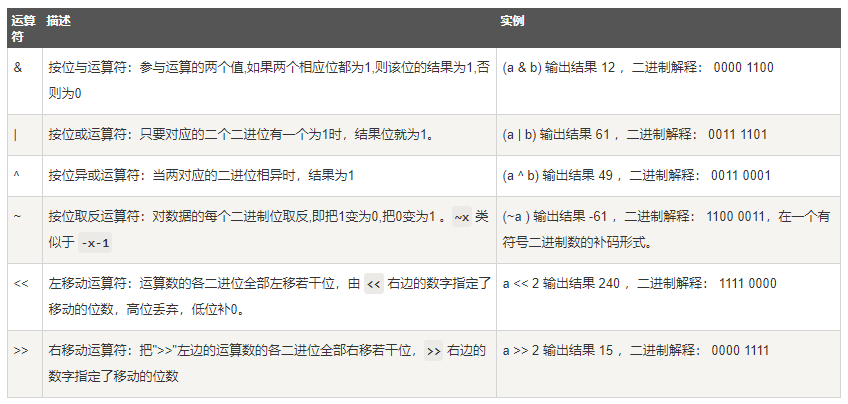 运算 描述 实例
符
& 按位与运算符：参与运算的两个值,如果两个相应位都为1,则该位的结果为1,否 (a & b) 输出结果 12 ，二进制解释： 0000 1100
则为0
| 按位或运算符：只要对应的二个二进位有一个为1时，结果位就为1。 (a | b) 输出结果 61 ，二进制解释： 0011 1101
^ 按位异或运算符：当两对应的二进位相异时，结果为1 (a ^ b) 输出结果 49 ，二进制解释： 0011 0001
~ 按位取反运算符：对数据的每个二进制位取反,即把1变为0,把0变为1 。~x 类 (~a ) 输出结果 -61 ，二进制解释： 1100 0011，在一个有
似于 -x-1 符号二进制数的补码形式。
<< 左移动运算符：运算数的各二进位全部左移若干位，由 << 右边的数字指定了 a << 2 输出结果 240 ，二进制解释： 1111 0000
移动的位数，高位丢弃，低位补0。
>> 右移动运算符：把">>"左边的运算数的各二进位全部右移若干位，>> 右边的 a >> 2 输出结果 15 ，二进制解释： 0000 1111
数字指定了移动的位数